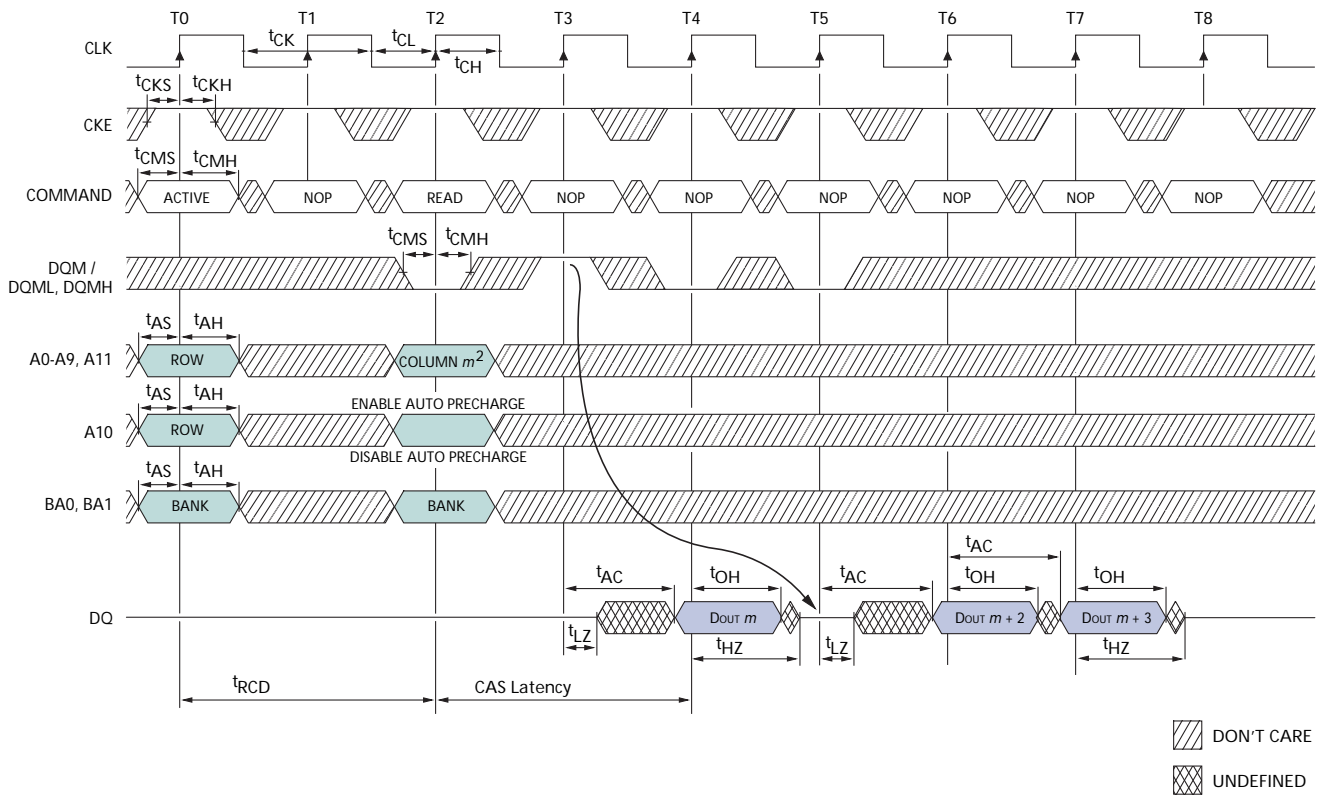 T0 T1 T2 T3 T4 T5 T6 T7 T8
CLK
tCK tCL
tCH
tCKS tCKH
CKE
tCMS tCMH
COMMAND ACTIVE NOP READ NOP NOP NOP NOP NOP NOP
tCMS tCMH
DQM /
DQML, DQMH
tAS tAH
A0-A9, A11 ROW COLUMN m2
tAS tAH ENABLE AUTO PRECHARGE
A10 ROW
DISABLE AUTO PRECHARGE
tAS tAH
BA0, BA1 BANK BANK
tAC
tAC tOH tAC tOH tOH
DQ DOUT m DOUT m + 2 DOUT m + 3
tLZ tHZ tLZ tHZ
tRCD CAS Latency
DON'T CARE
UNDEFINED